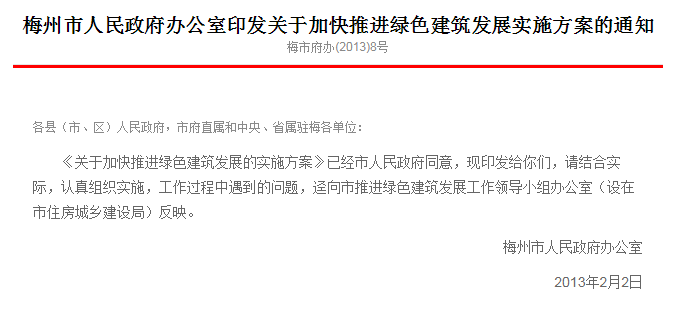 梅州市人民政府办公室印发关于加快推进绿色建筑发展实施方案的通知
梅市府办(2013)8号
各县（市、区）人民政府，市府直属和中央、省属驻梅各单位：
《关于加快推进绿色建筑发展的实施方案》已经市人民政府同意，现印发给你们，请结合实
际，认真组织实施，工作过程中遇到的问题，迳向市推进绿色建筑发展工作领导小组办公室（设在
市住房城乡建设局）反映。
梅州市人民政府办公室
2013年2月2日